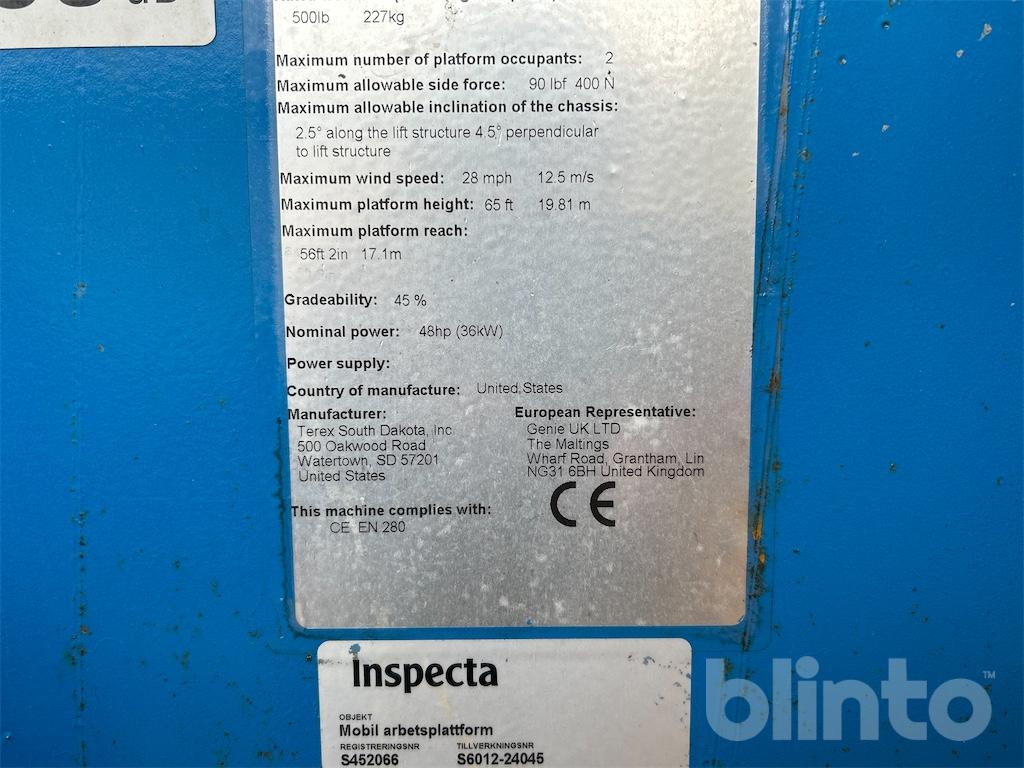 500lb 227kg
Maximum number of platform occupants: 2
Maximum allowable side force: 90 lbf 400 N
Maximum allowable inclination of the chassis:
2.5° along the lift structure 4.5° perpendicular
to lift structure
Maximum wind speed: 28 mph 12.5 m/s
Maximum platform height: 65 ft 19.81 m
Maximum platform reach:
56ft 2in 17.1m
Gradeability: 45 %
Nominal power: 48hp (36kW)
Power supply:
Country of manufacture: United States
Manufacturer: European Representative:
Terex South Dakota, Inc Genie UK LTD
500 Oakwood Road The Maltings
Watertown, SD 57201 Wharf Road, Grantham, Lin
United States NG31 6BH United Kingdom
This machine complies with: CE
CE EN 280
Inspecta
OBJEKT
Mobil arbetsplattform
REGISTRERINGSNR TILLVERKNINGSNR
S452066 S6012-24045
blinto™